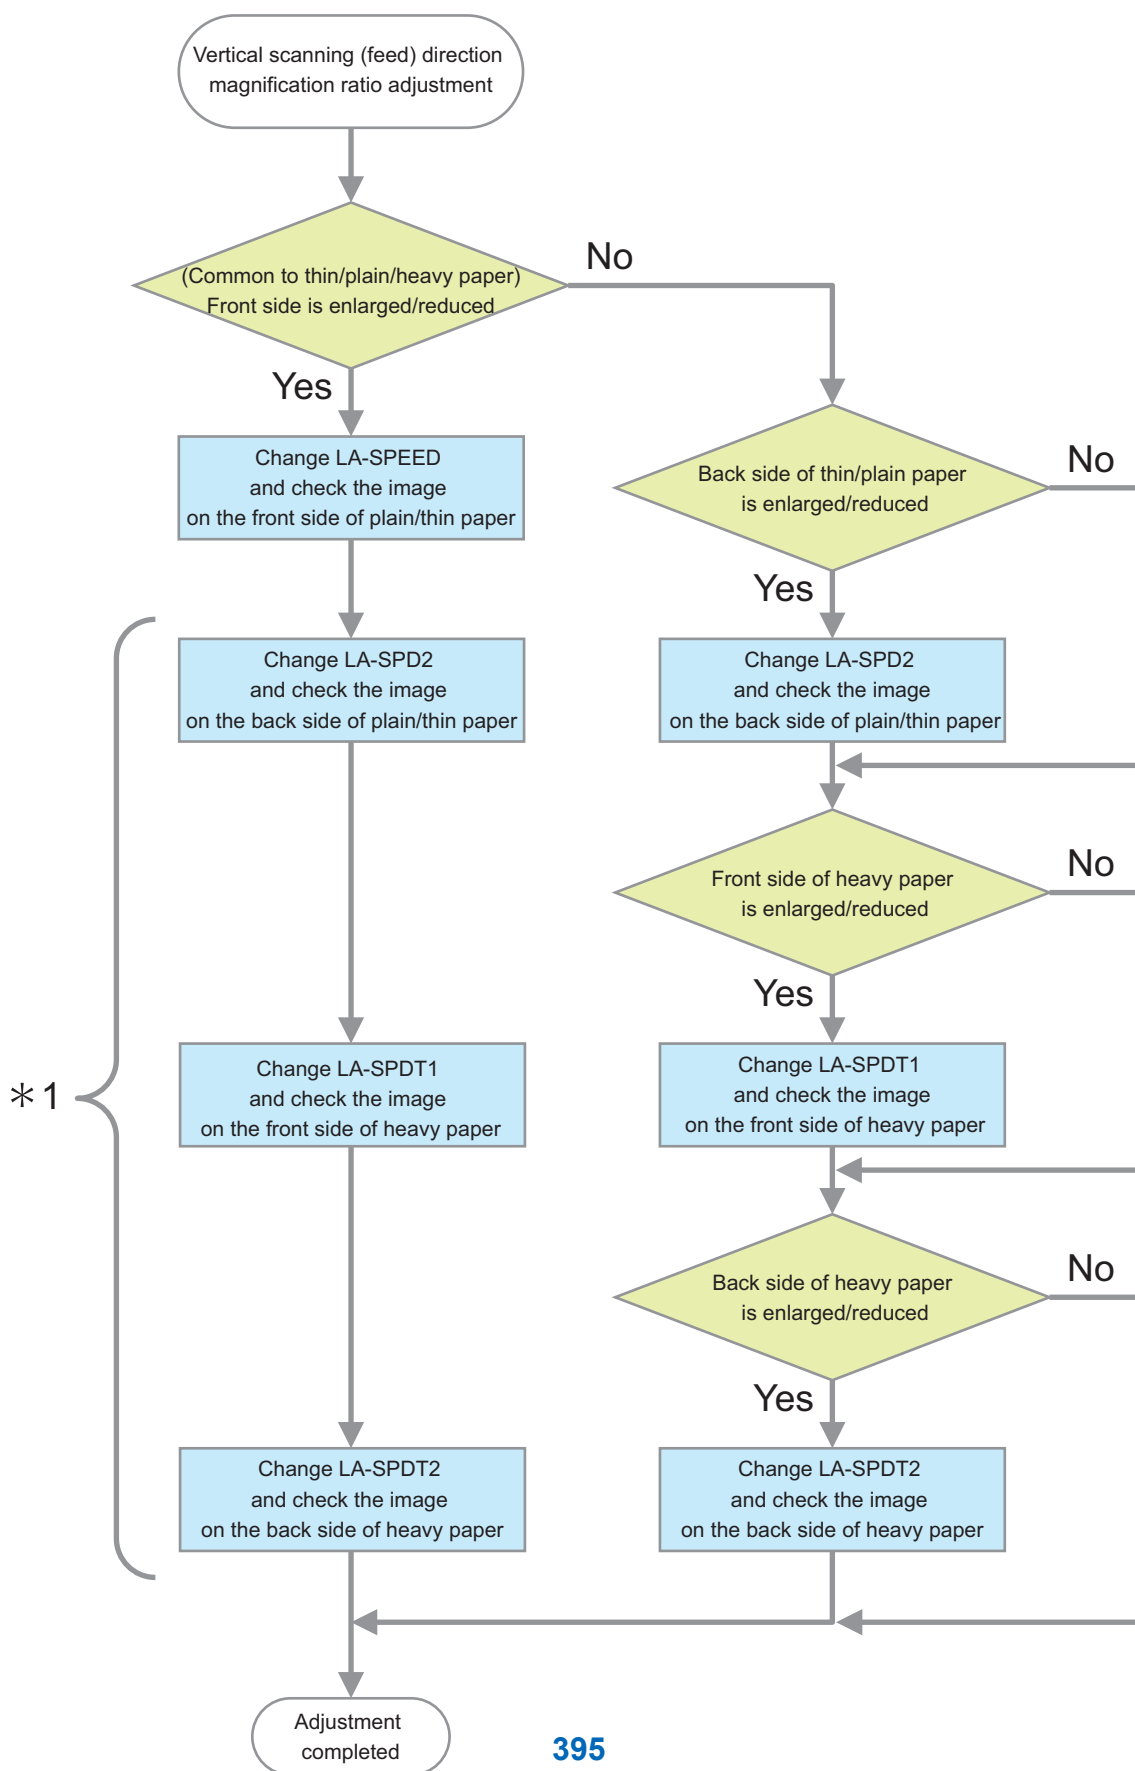 Vertical scanning (feed) direction
magnification ratio adjustment
(Common to thin/plain/heavy paper)
Front side is enlarged/reduced
No
Yes
Change LA-SPEED
and check the image
on the front side of plain/thin paper
Back side of thin/plain paper
is enlarged/reduced
No
Yes
Change LA-SPD2
and check the image
on the back side of plain/thin paper
Change LA-SPD2
and check the image
on the back side of plain/thin paper
Front side of heavy paper
is enlarged/reduced
No
Yes
*1
Change LA-SPDT1
and check the image
on the front side of heavy paper
Change LA-SPDT1
and check the image
on the front side of heavy paper
Back side of heavy paper
is enlarged/reduced
No
Yes
Change LA-SPDT2
and check the image
on the back side of heavy paper
Change LA-SPDT2
and check the image
on the back side of heavy paper
Adjustment
completed
395